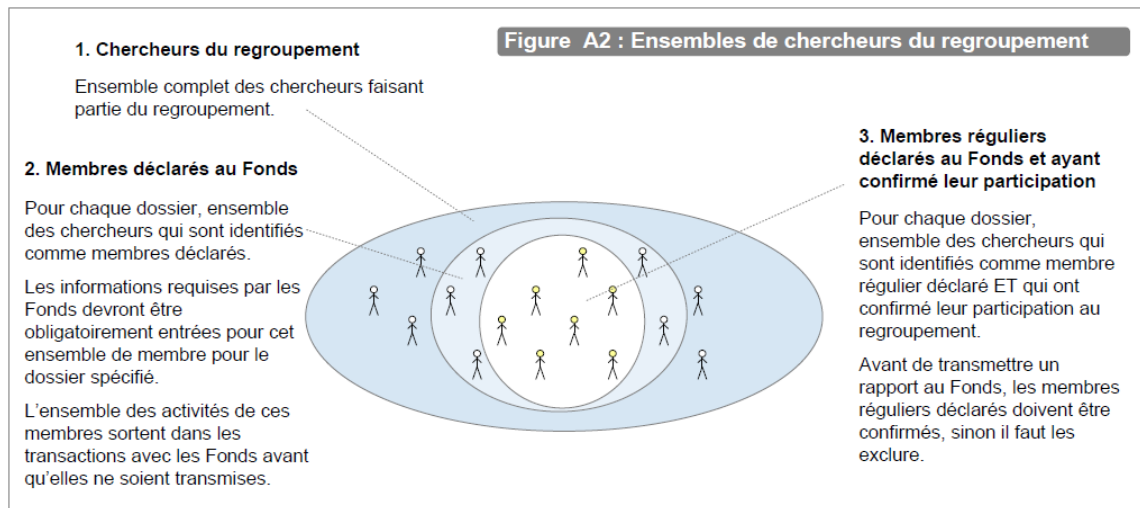 Figure A2 : Ensembles de chercheurs du regroupement
1. Chercheurs du regroupement
Ensemble complet des chercheurs faisant
partie du regroupement.
2. Membres déclarés au Fonds
Pour chaque dossier, ensemble
des chercheurs qui sont identifiés
comme membres déclarés.
Les informations requises par les
Fonds devront être
obligatoirement entrées pour cet
ensemble de membre pour le
dossier spécifié.
L'ensemble des activités de ces
membres sortent dans les
transactions avec les Fonds avant
qu'elles ne soient transmises.
3. Membres réguliers
déclarés au Fonds et ayant
confirmé leur participation
Pour chaque dossier,
ensemble des chercheurs qui
sont identifiés comme membre
régulier déclaré ET qui ont
confirmé leur participation au
regroupement.
Avant de transmettre un
rapport au Fonds, les membres
réguliers déclarés doivent être
confirmés, sinon il faut les
exclure.